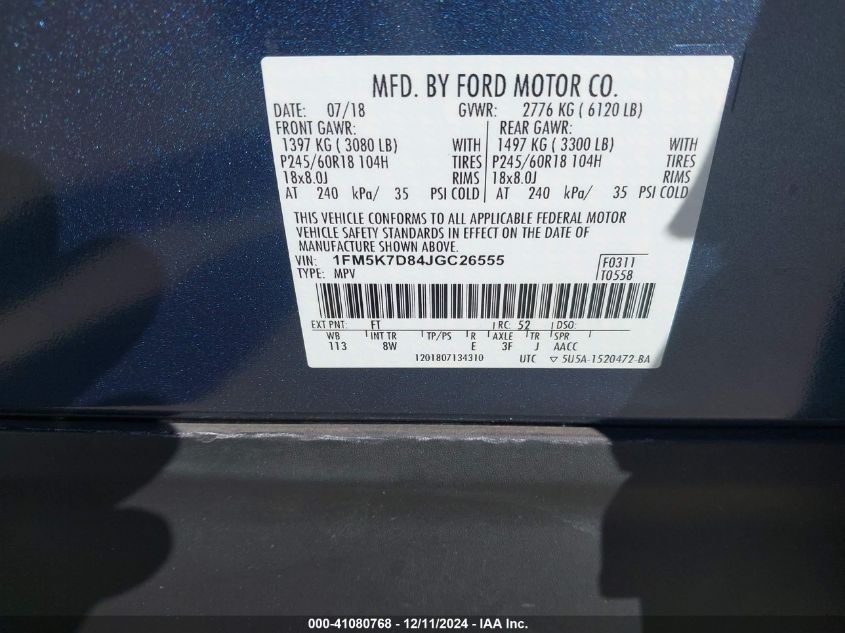 MFD. BY FORD MOTOR CO.
DATE: 07/18 GVWR: 2776 KG ( 6120 LB)
FRONT GAWR: REAR GAWR:
1397 KG ( 3080 LB) WITH 1497 KG ( 3300 LB) WITH
P245/60R18 104H TIRES P245/60R18 104H TIRES
18x8.0J RIMS 18x8.0J RIMS
AT 240 kPa/ 35 PSI COLD AT 240 kPa/ 35 PSI COLD
THIS VEHICLE CONFORMS TO ALL APPLICABLE FEDERAL MOTOR
VEHICLE SAFETY STANDARDS IN EFFECT ON THE DATE OF
MANUFACTURE SHOWN ABOVE.
VIN: 1FM5K7D84JGC26555 F0311
TYPE: MPV T0558
EXT PNT: FT RC: 52 DSO:
WB INT TR TP/PS R AXLE TR SPR
113 8W E 3F J AACC
1201807134310 UTC ▽ 5U5A-1520472-BA
000-41080768 - 12/11/2024 - IAA Inc.